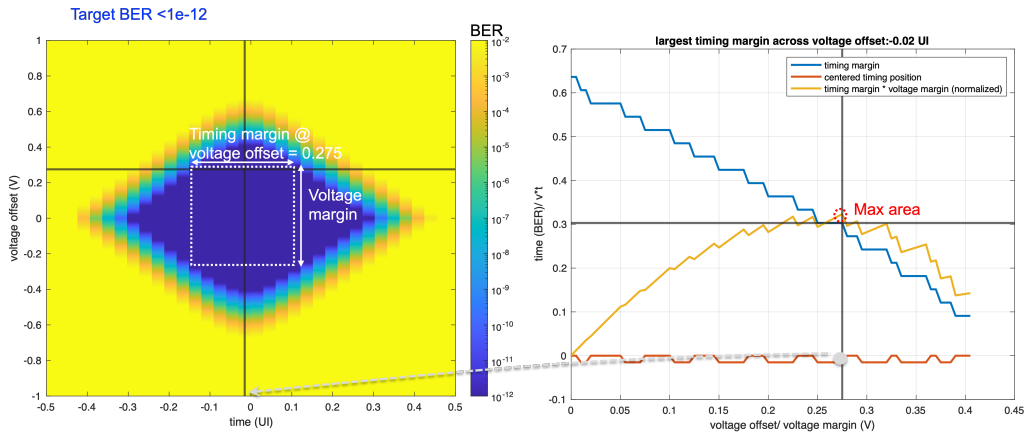 Target BER <1e-12
BER
1
0.8
0.6
0.4
0.2
0
-0.2
-0.4
-0.6
-0.8
-1
voltage offset (V)
-0.5 -0.4 -0.3 -0.2 -0.1 0 0.1 0.2 0.3 0.4 0.5
time (UI)
Timing margin @
voltage offset = 0.275
Voltage
margin
10-2
10-3
10-4
10-5
10-6
10-7
10-8
10-9
10-10
10-11
10-12
largest timing margin across voltage offset:-0.02 UI
timing margin
centered timing position
timing margin * voltage margin (normalized)
Max area
0.7
0.6
0.5
0.4
0.3
0.2
0.1
0
-0.1
time (BER)/ v*t
0 0.05 0.1 0.15 0.2 0.25 0.3 0.35 0.4 0.45
voltage offset/ voltage margin (V)